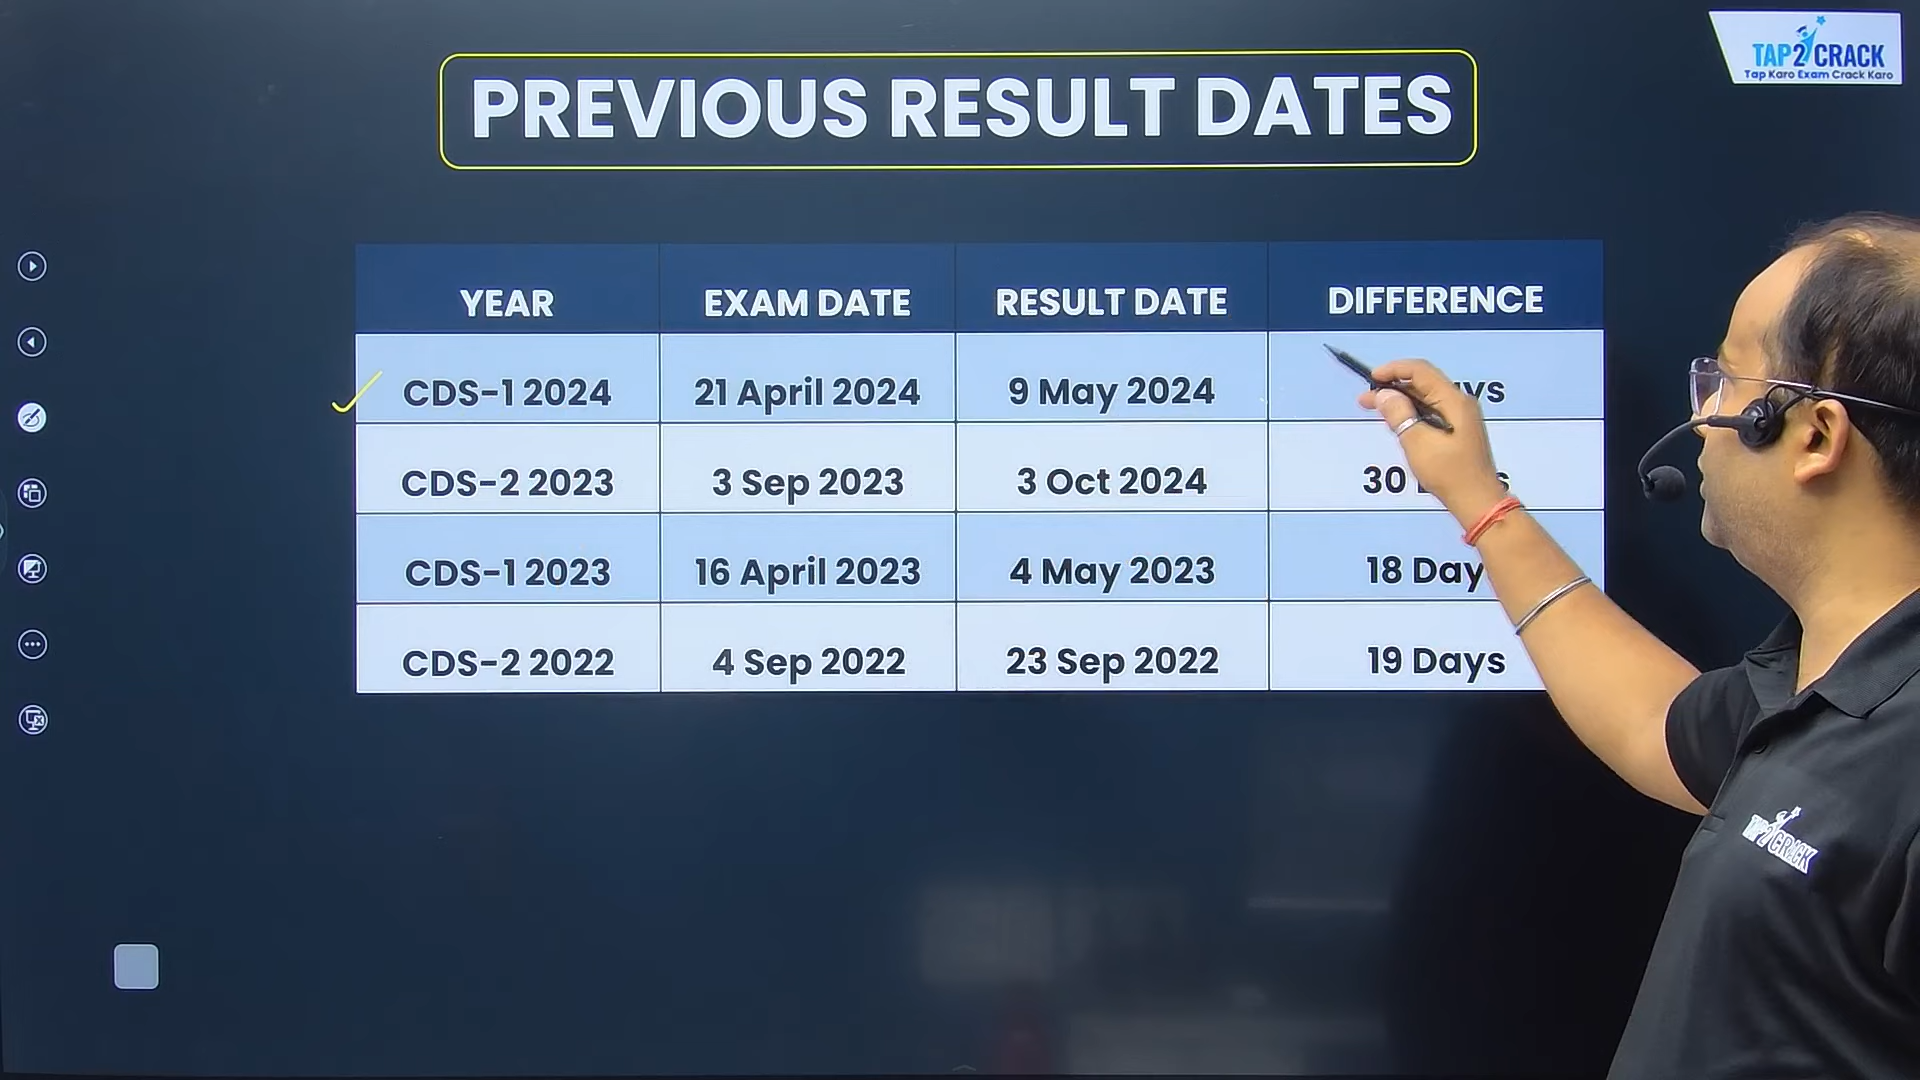 TAP2CRACK
Tap Karo Exam Crack Karo
PREVIOUS RESULT DATES
YEAR EXAM DATE RESULT DATE DIFFERENCE
CDS-1 2024 21 April 2024 9 May 2024
CDS-2 2023 3 Sep 2023 3 Oct 2024 30
CDS-1 2023 16 April 2023 4 May 2023 18
CDS-2 2022 4 Sep 2022 23 Sep 2022 19 Days
TAP2CRACK